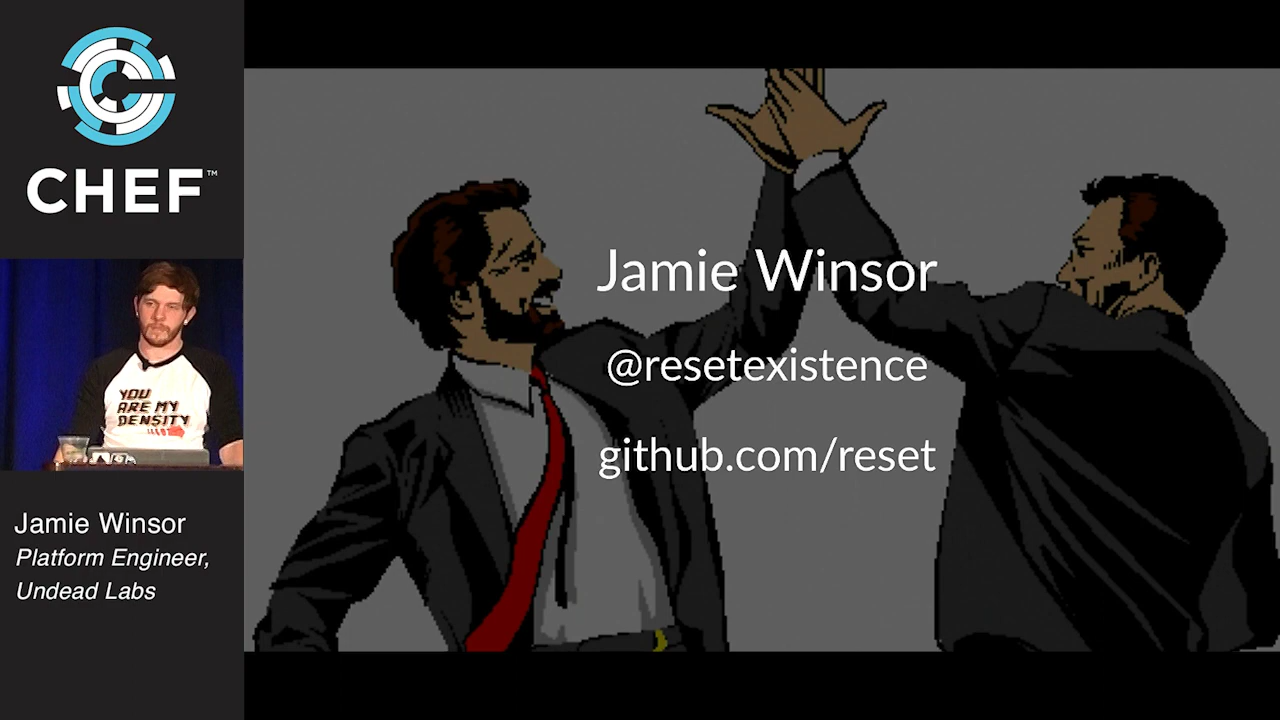 CHEF™
YOU
ARE MY
DENSITY
Jamie Winsor
Platform Engineer,
Undead Labs
Jamie Winsor
@resetexistence
github.com/reset